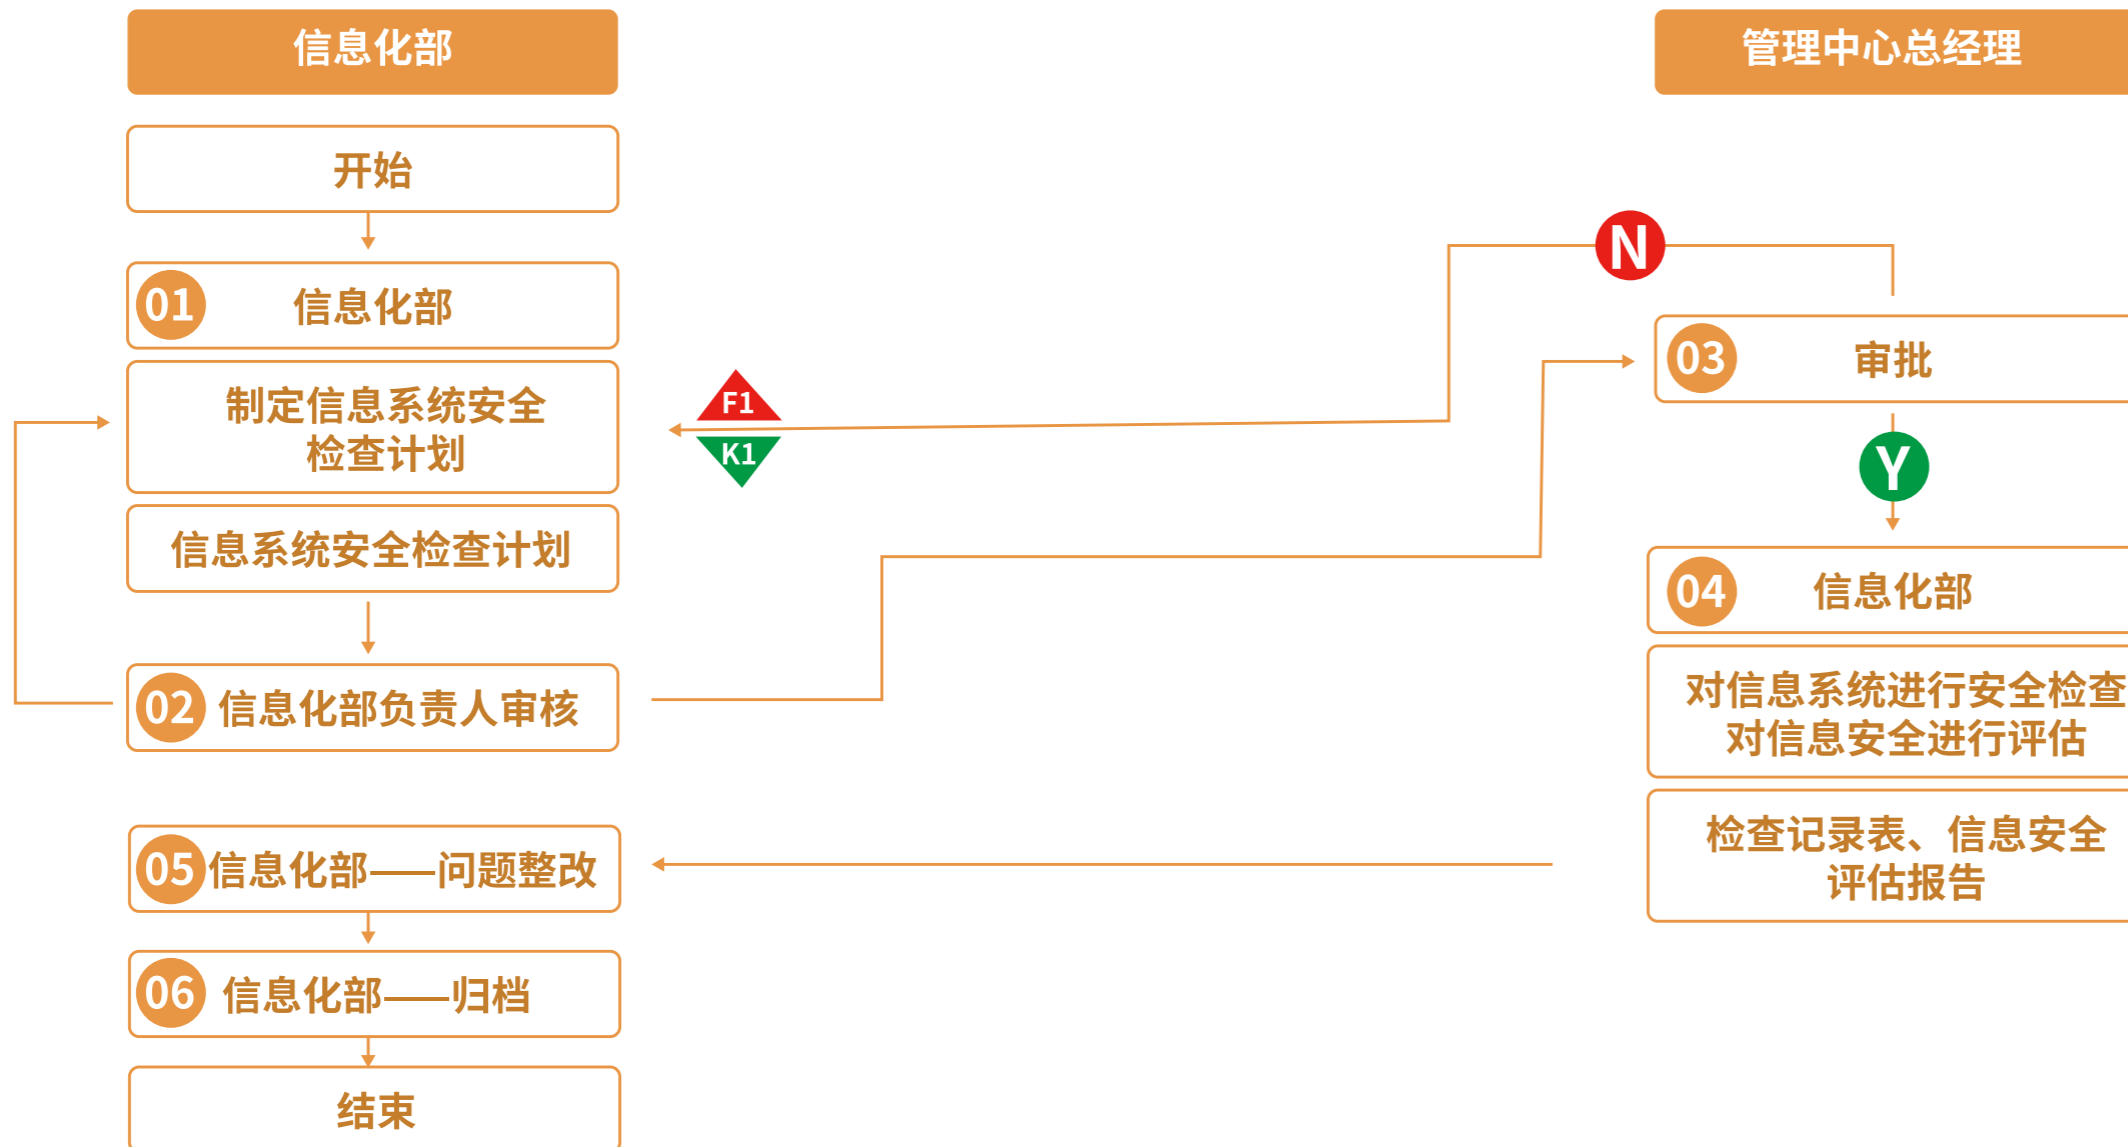 信息化部
管理中心总经理
开始
01
信息化部
制定信息系统安全
检查计划
信息系统安全检查计划
02
信息化部负责人审核
F1
K1
N
03
审批
Y
04
信息化部
对信息系统进行安全检查
对信息安全进行评估
检查记录表、信息安全
评估报告
05
信息化部——问题整改
06
信息化部——归档
结束